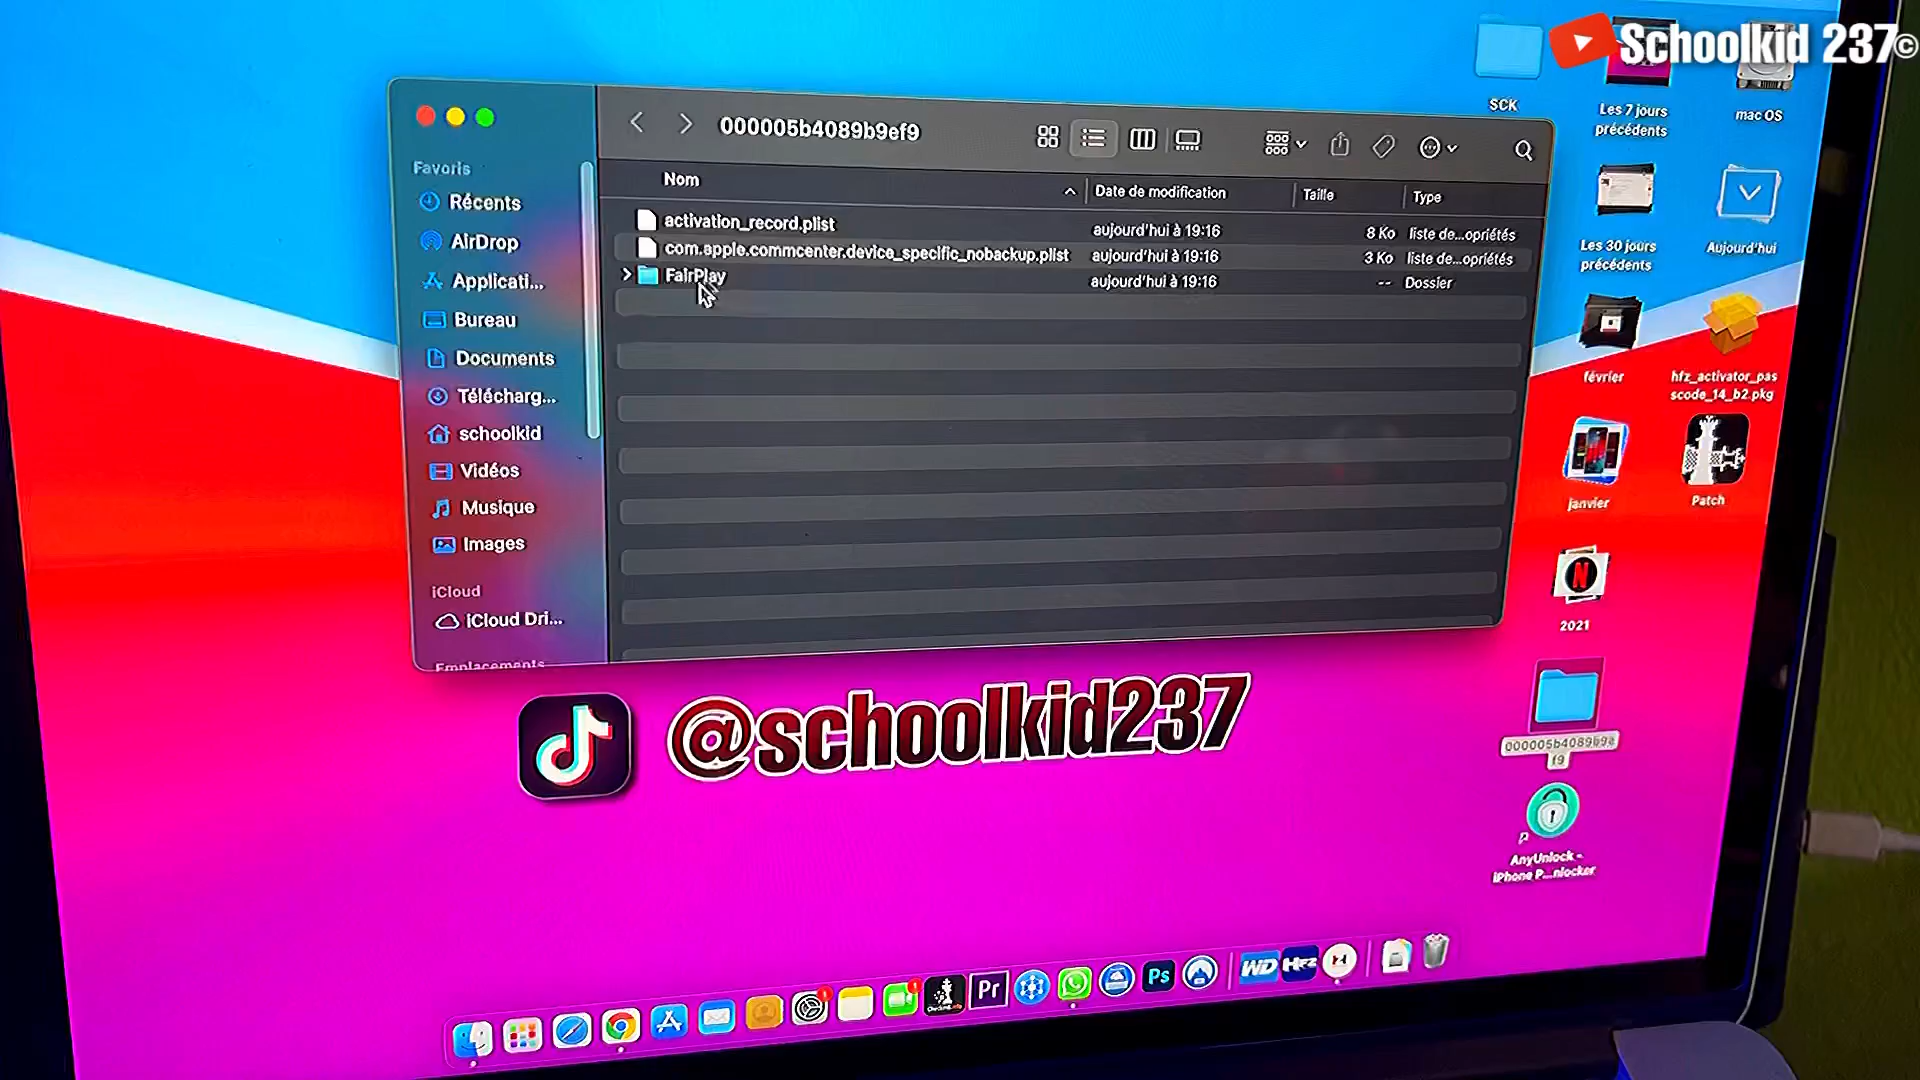 Schoolkid 237©
SCK
Les 7 jours
précédents
mac OS
000005b4089b9ef9
Favoris
Récents
AirDrop
Applicati...
Bureau
Documents
Télécharg...
schoolkid
Vidéos
Musique
Images
iCloud
iCloud Dri...
Emplacements
Nom
Date de modification
Taille
Type
activation_record.plist
aujourd'hui à 19:16
8 Ko
liste de...opriétés
com.apple.commcenter.device_specific_nobackup.plist
aujourd'hui à 19:16
3 Ko
liste de...opriétés
FairPlay
aujourd'hui à 19:16
--
Dossier
Les 30 jours
précédents
Aujourd'hui
février
hfz_activator_pas
scode_14_b2.pkg
janvier
Patch
N
2021
000005b4089b9e
f9
AnyUnlock -
iPhone P...nlocker
@schoolkid237
Pr
Ps
WD
HFZ